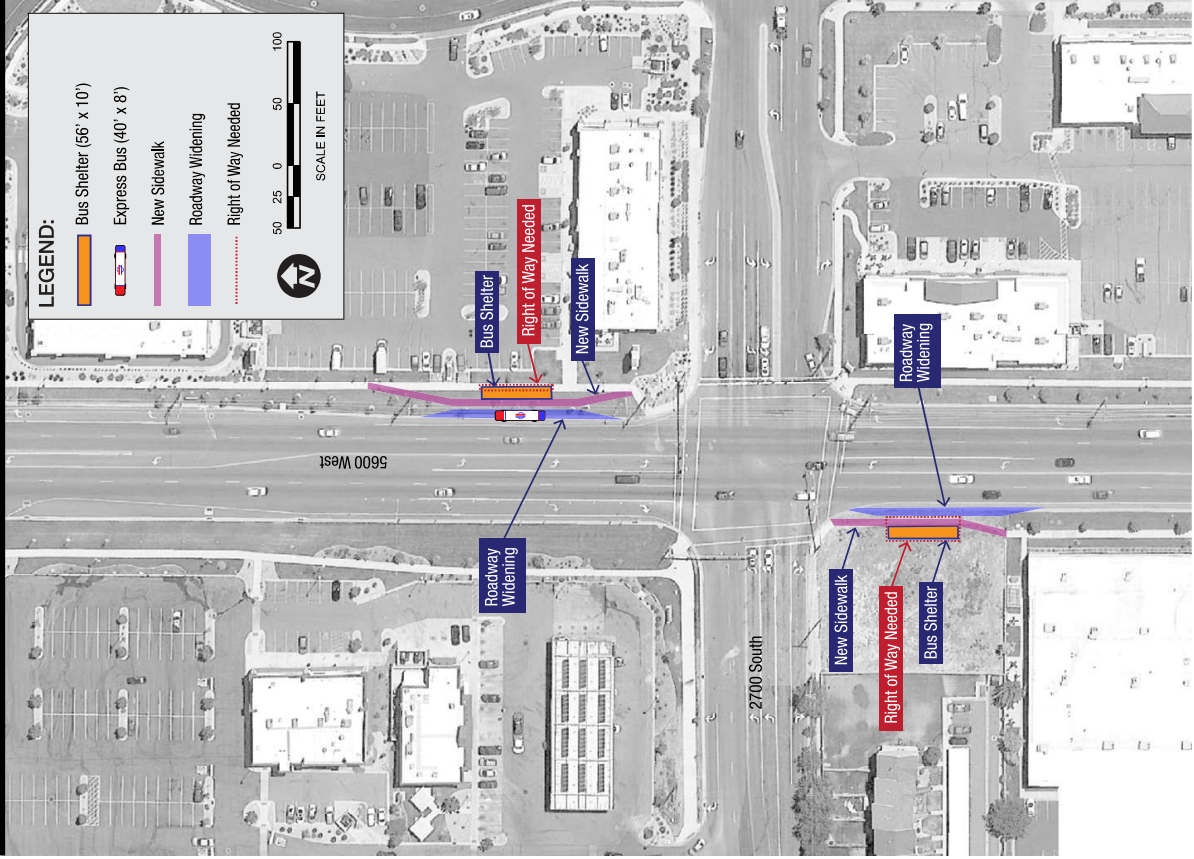 LEGEND:
Bus Shelter (56' x 10')
Express Bus (40' x 8')
New Sidewalk
Roadway Widening
Right of Way Needed
N
50 25 0 50 100
SCALE IN FEET
Bus Shelter
Right of Way Needed
New Sidewalk
Roadway
Widening
5600 West
Roadway
Widening
2700 South
New Sidewalk
Right of Way Needed
Bus Shelter